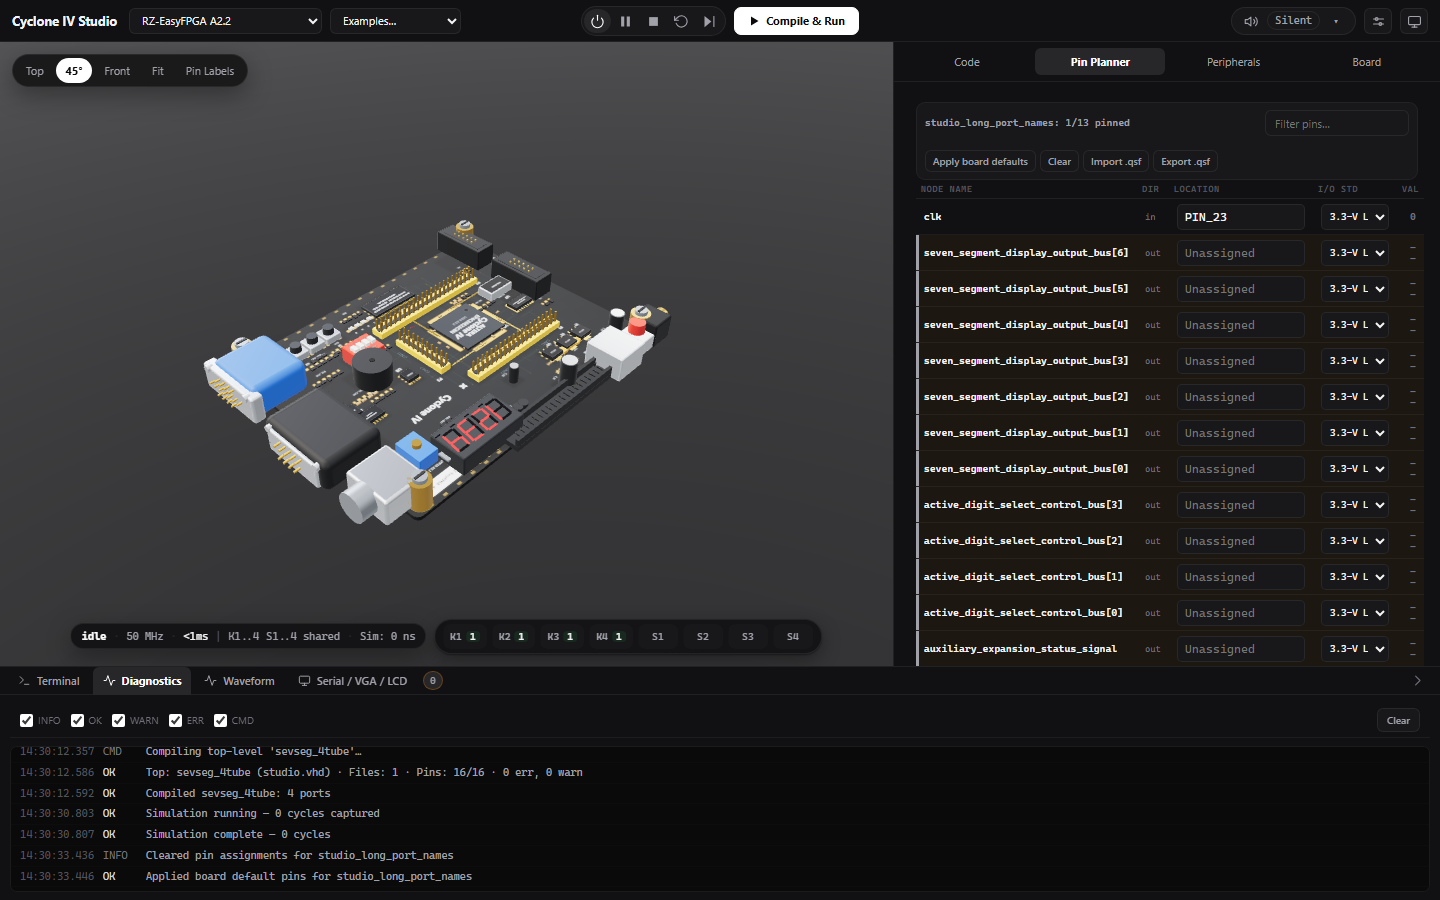 Cyclone IV Studio
RZ-EasyFPGA A2.2
Examples...
Compile & Run
Silent
Top
45°
Front
Fit
Pin Labels
Code
Pin Planner
Peripherals
Board
studio_long_port_names: 1/13 pinned
Filter pins...
Apply board defaults
Clear
Import .qsf
Export .qsf
NODE NAME DIR LOCATION I/O STD VAL
clk in PIN_23 3.3-V L 0
seven_segment_display_output_bus[6] out Unassigned 3.3-V L --
seven_segment_display_output_bus[5] out Unassigned 3.3-V L --
seven_segment_display_output_bus[4] out Unassigned 3.3-V L --
seven_segment_display_output_bus[3] out Unassigned 3.3-V L --
seven_segment_display_output_bus[2] out Unassigned 3.3-V L --
seven_segment_display_output_bus[1] out Unassigned 3.3-V L --
seven_segment_display_output_bus[0] out Unassigned 3.3-V L --
active_digit_select_control_bus[3] out Unassigned 3.3-V L --
active_digit_select_control_bus[2] out Unassigned 3.3-V L --
active_digit_select_control_bus[1] out Unassigned 3.3-V L --
active_digit_select_control_bus[0] out Unassigned 3.3-V L --
auxiliary_expansion_status_signal out Unassigned 3.3-V L --
Cyclone IV
Cyclone IV
idle · 50 MHz · <1ms | K1..4 S1..4 shared Sim: 0 ns
K1 1 K2 1 K3 1 K4 1 S1 S2 S3 S4
Terminal
Diagnostics
Waveform
Serial / VGA / LCD
0
INFO OK WARN ERR CMD
Clear
14:30:12.357 CMD Compiling top-level 'sevseg_4tube'…
14:30:12.586 OK Top: sevseg_4tube (studio.vhd) · Files: 1 · Pins: 16/16 · 0 err, 0 warn
14:30:12.592 OK Compiled sevseg_4tube: 4 ports
14:30:30.803 OK Simulation running — 0 cycles captured
14:30:30.807 OK Simulation complete — 0 cycles
14:30:33.436 INFO Cleared pin assignments for studio_long_port_names
14:30:33.446 OK Applied board default pins for studio_long_port_names